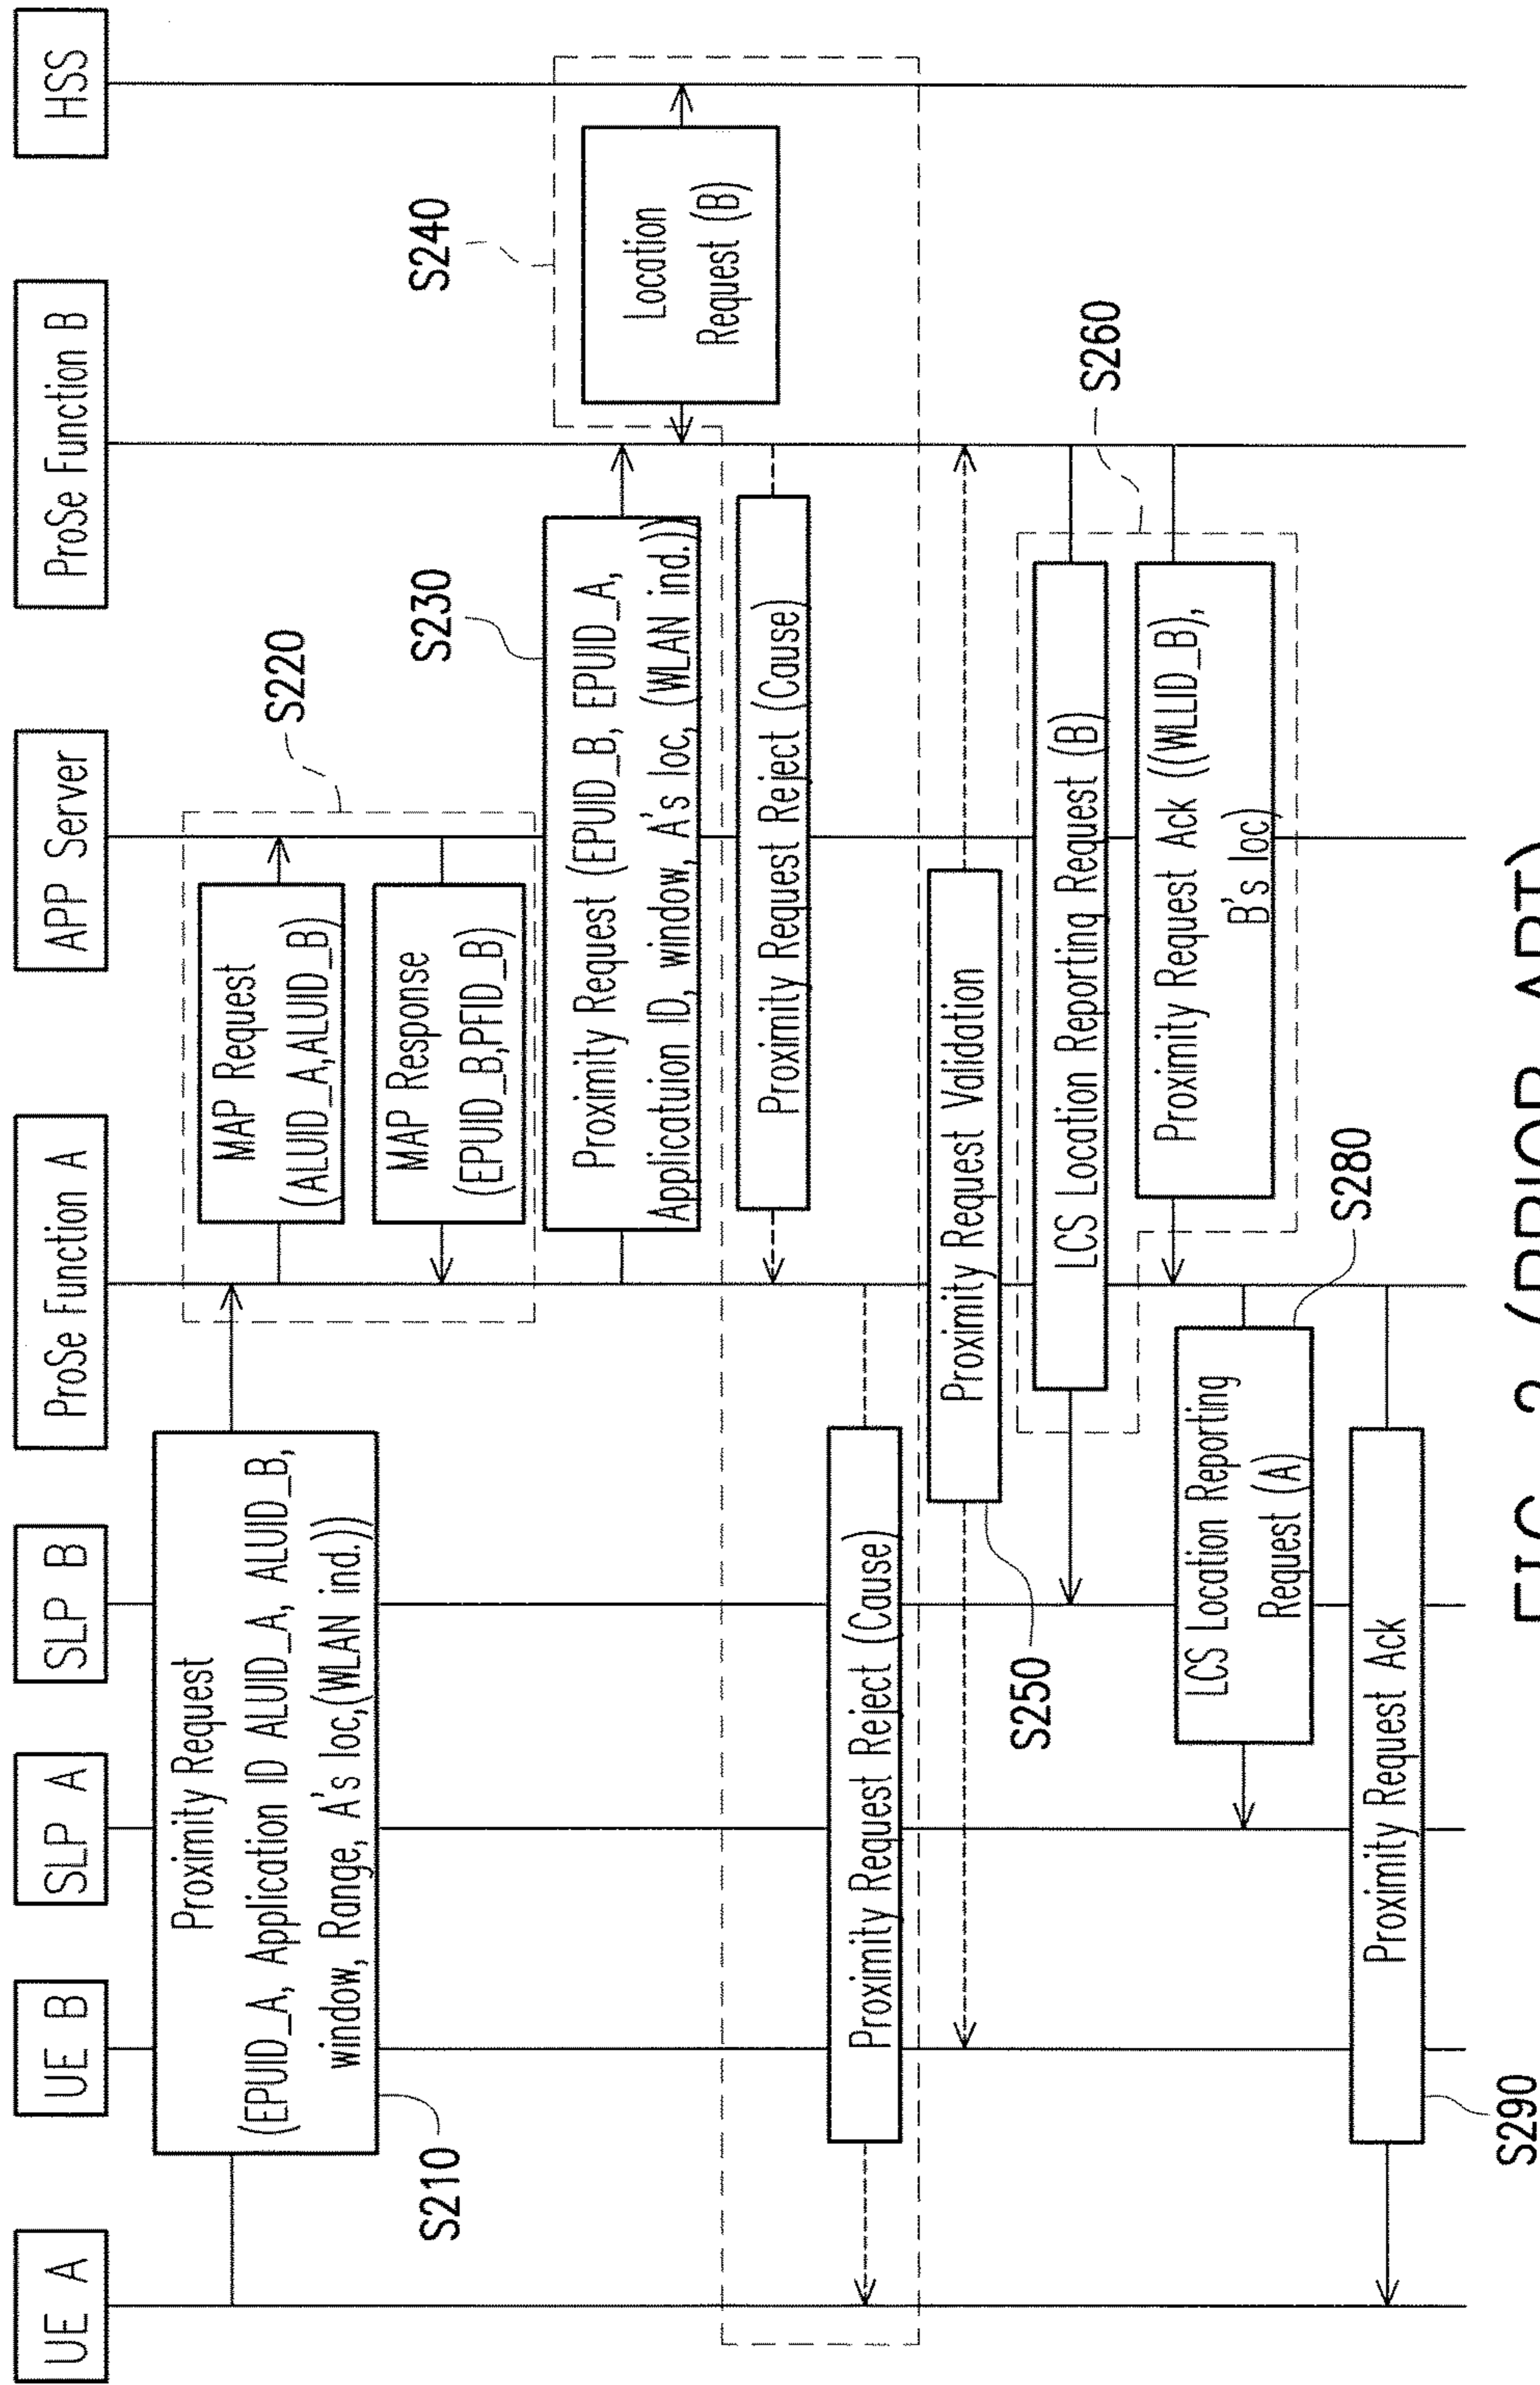 UE A
UE B
SLP A
SLP B
ProSe Function A
APP Server
ProSe Function B
HSS
Proximity Request
(EPUID_A, Application ID ALUID_A, ALUID_B,
window, Range, A's loc,(WLAN ind.))
S210
MAP Request
(ALUID_A,ALUID_B)
S220
MAP Response
(EPUID_B,PFID_B)
Proximity Request (EPUID_B, EPUID_A,
Applicatuion ID, window, A's loc, (WLAN ind.))
S230
Location
Request (B)
S240
Proximity Request Reject (Cause)
Proximity Request Reject (Cause)
Proximity Request Validation
S250
LCS Location Reporting Request (B)
S260
Proximity Request Ack ((WLLID_B),
B's loc)
LCS Location Reporting
Request (A)
S280
Proximity Request Ack
S290